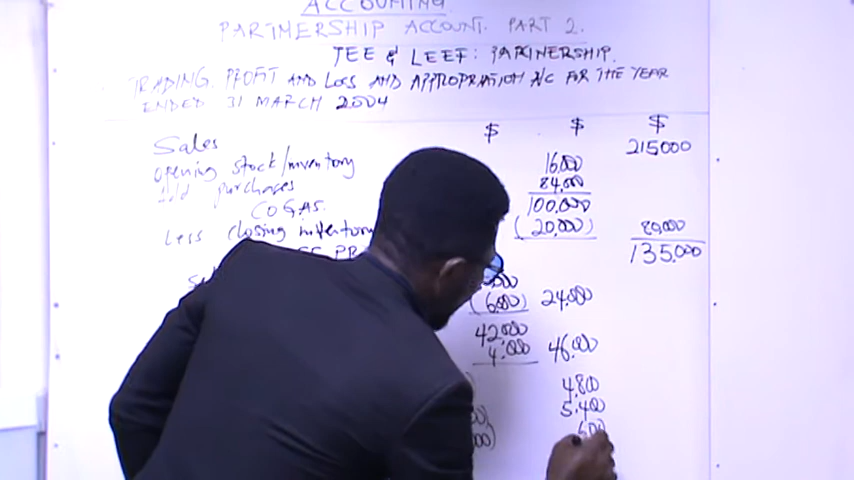 ACCOUNTING
PARTNERSHIP ACCOUNT. PART 2.
TEE & LEEF: PARTNERSHIP.
TRADING, PROFIT AND LOSS AND APPROPRIATION A/C FOR THE YEAR
ENDED 31 MARCH 2004
$ $ $
Sales 215000
opening stock/inventory 16,000
add purchases 84,000
COGAS. 100,000
Less closing inventory (20,000) 80,000
135,000
(6,000) 24,000
42,000
4,000 46,000
4,800
5,400